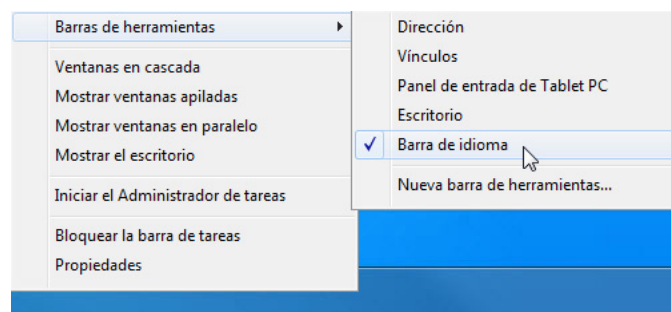 Barras de herramientas
Ventanas en cascada
Mostrar ventanas apiladas
Mostrar ventanas en paralelo
Mostrar el escritorio
Iniciar el Administrador de tareas
Bloquear la barra de tareas
Propiedades
Dirección
Vínculos
Panel de entrada de Tablet PC
Escritorio
Barra de idioma
Nueva barra de herramientas...